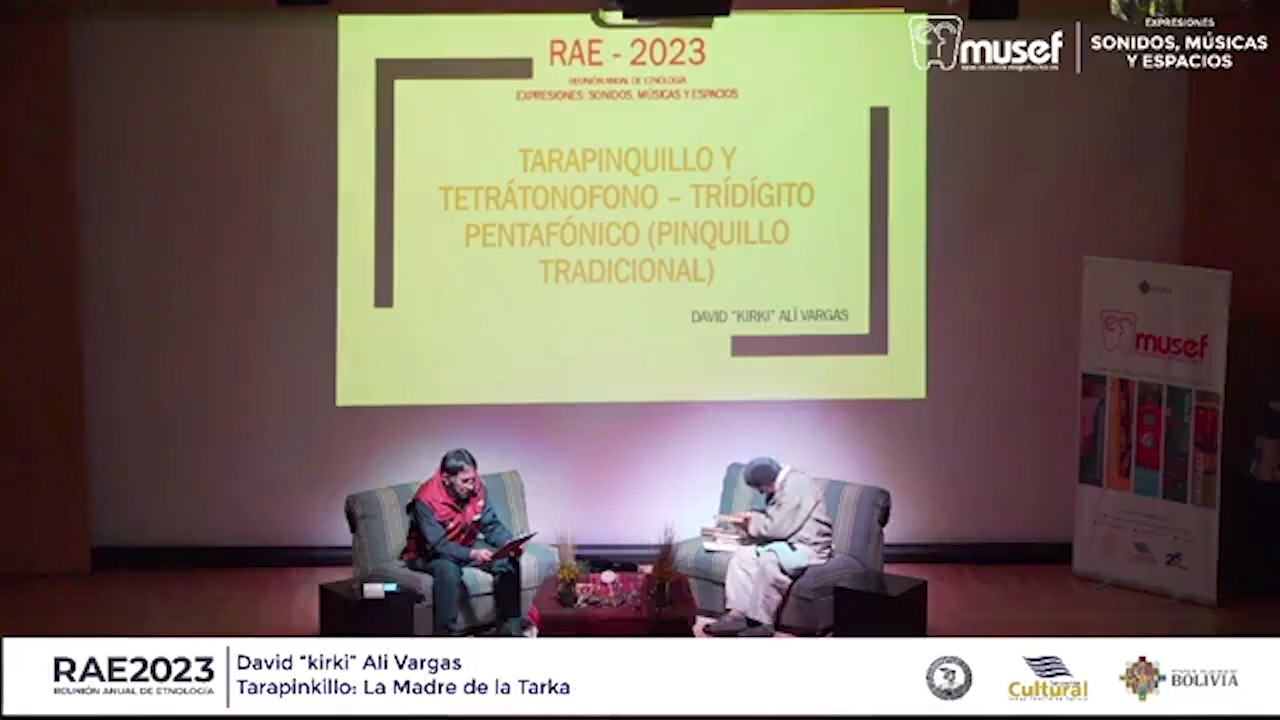 RAE - 2023
REUNIÓN ANUAL DE ETNOLOGÍA
EXPRESIONES: SONIDOS, MÚSICAS Y ESPACIOS
TARAPINQUILLO Y
TETRÁTONOFONO – TRÍDÍGITO
PENTAFÓNICO (PINQUILLO
TRADICIONAL)
DAVID "KIRKI" ALÍ VARGAS
musef
EXPRESIONES
SONIDOS, MÚSICAS
Y ESPACIOS
musef
RAE2023
REUNIÓN ANUAL DE ETNOLOGÍA
David "kirki" Ali Vargas
Tarapinkillo: La Madre de la Tarka
Cultural
BOLIVIA